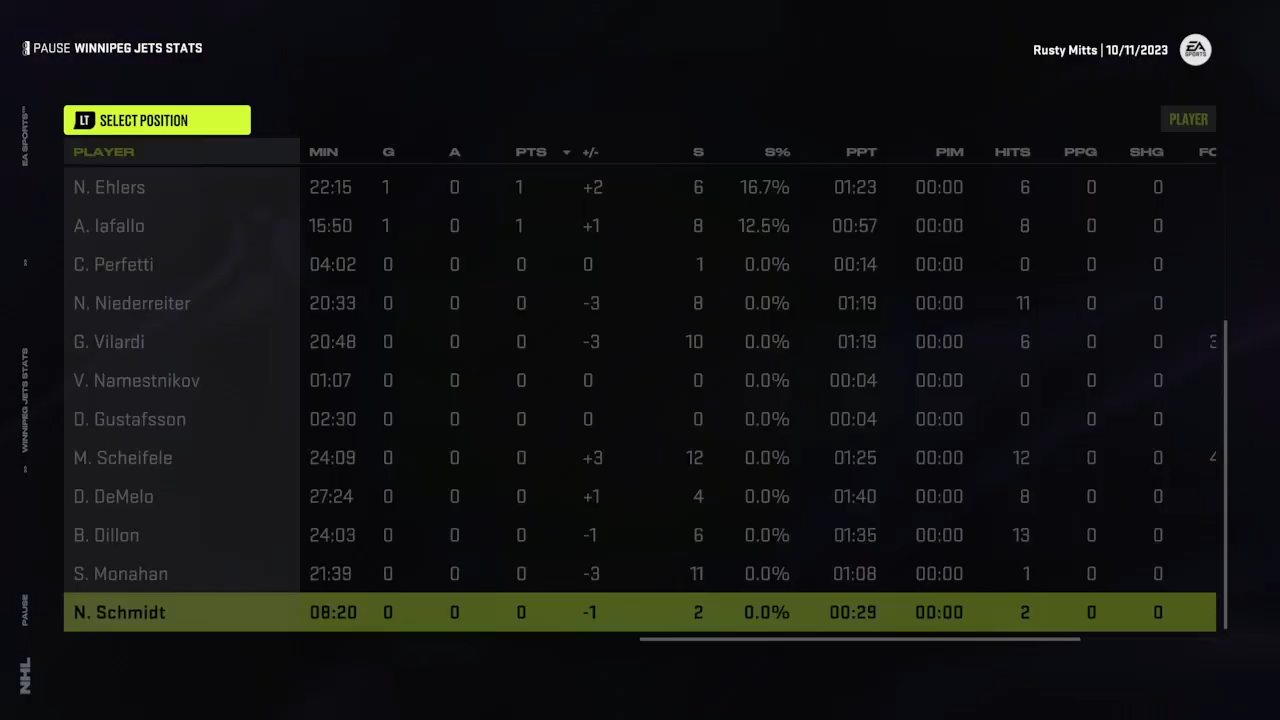 PAUSE WINNIPEG JETS STATS
Rusty Mitts | 10/11/2023
EA SPORTS
LT SELECT POSITION
PLAYER
PLAYER MIN G A PTS +/- S S% PPT PIM HITS PPG SHG FO
N. Ehlers 22:15 1 0 1 +2 6 16.7% 01:23 00:00 6 0 0
A. Iafallo 15:50 1 0 1 +1 8 12.5% 00:57 00:00 8 0 0
C. Perfetti 04:02 0 0 0 0 1 0.0% 00:14 00:00 0 0 0
N. Niederreiter 20:33 0 0 0 -3 8 0.0% 01:19 00:00 11 0 0
G. Vilardi 20:48 0 0 0 -3 10 0.0% 01:19 00:00 6 0 0 3
V. Namestnikov 01:07 0 0 0 0 0 0.0% 00:04 00:00 0 0 0
D. Gustafsson 02:30 0 0 0 0 0 0.0% 00:04 00:00 0 0 0
M. Scheifele 24:09 0 0 0 +3 12 0.0% 01:25 00:00 12 0 0 4
D. DeMelo 27:24 0 0 0 +1 4 0.0% 01:40 00:00 8 0 0
B. Dillon 24:03 0 0 0 -1 6 0.0% 01:35 00:00 13 0 0
S. Monahan 21:39 0 0 0 -3 11 0.0% 01:08 00:00 1 0 0
N. Schmidt 08:20 0 0 0 -1 2 0.0% 00:29 00:00 2 0 0
NHL
PAUSE
»
WINNIPEG JETS STATS
»
EA SPORTS™